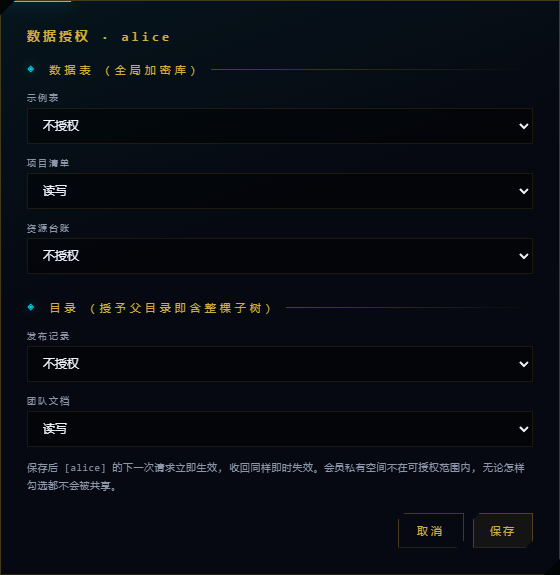 数据授权 · alice
数据表 (全局加密库)
示例表
不授权
项目清单
读写
资源台账
不授权
目录 (授予父目录即含整棵子树)
发布记录
不授权
团队文档
读写
保存后 [alice] 的下一次请求立即生效, 收回同样即时失效。会员私有空间不在可授权范围内, 无论怎样
勾选都不会被共享。
取消 保存